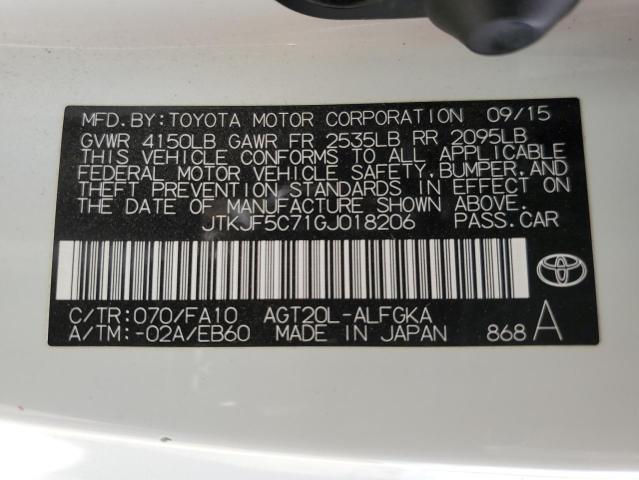 MFD.BY:TOYOTA MOTOR CORPORATION 09/15
GVWR 4150LB GAWR FR 2535LB RR 2095LB
THIS VEHICLE CONFORMS TO ALL APPLICABLE
FEDERAL MOTOR VEHICLE SAFETY,BUMPER,AND
THEFT PREVENTION STANDARDS IN EFFECT ON
THE DATE OF MANUFACTURE SHOWN ABOVE.
JTKJF5C71GJ018206 PASS.CAR
C/TR:070/FA10 AGT20L-ALFGKA
A/TM:-02A/EB60 MADE IN JAPAN 868 A